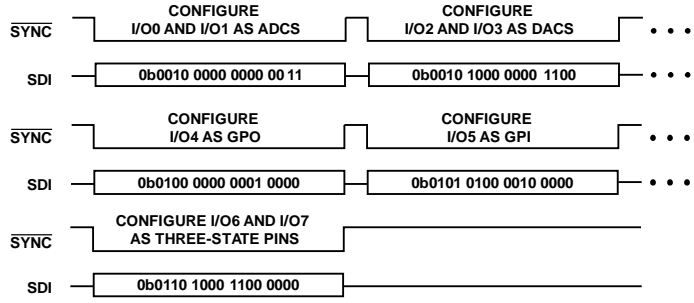 CONFIGURE
I/O0 AND I/O1 AS ADCS
CONFIGURE
I/O2 AND I/O3 AS DACS
SYNC
SDI
0b0010 0000 0000 00 11
0b0010 1000 0000 1100
CONFIGURE
I/O4 AS GPO
CONFIGURE
I/O5 AS GPI
SYNC
SDI
0b0100 0000 0001 0000
0b0101 0100 0010 0000
CONFIGURE I/O6 AND I/O7
AS THREE-STATE PINS
SYNC
SDI
0b0110 1000 1100 0000